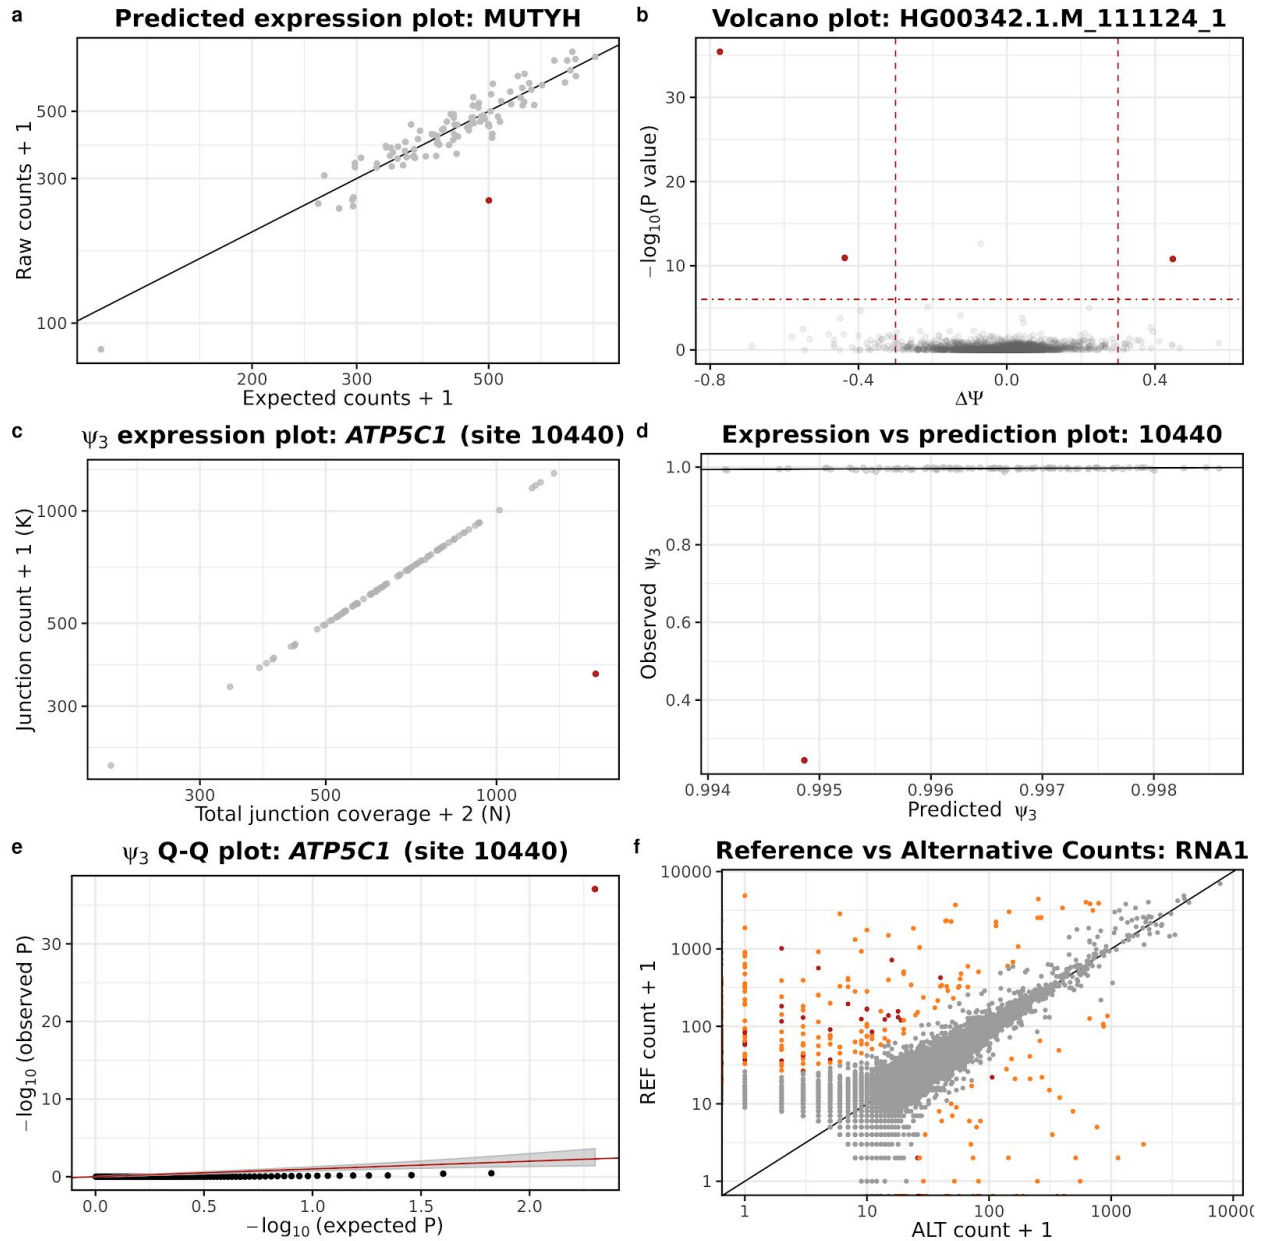 a
Predicted expression plot: MUTYH
Raw counts + 1
500
300
100
200 300 500
Expected counts + 1
b
Volcano plot: HG00342.1.M_111124_1
−log10(P value)
30
20
10
0
-0.8 -0.4 0.0 0.4
ΔΨ
c
ψ3 expression plot: ATP5C1 (site 10440)
Junction count + 1 (K)
1000
500
300
300 500 1000
Total junction coverage + 2 (N)
d
Expression vs prediction plot: 10440
Observed ψ3
1.0
0.8
0.6
0.4
0.994 0.995 0.996 0.997 0.998
Predicted ψ3
e
ψ3 Q-Q plot: ATP5C1 (site 10440)
−log10 (observed P)
30
20
10
0
0.0 0.5 1.0 1.5 2.0
−log10 (expected P)
f
Reference vs Alternative Counts: RNA1
REF count + 1
10000
1000
100
10
1
1 10 100 1000
ALT count + 1